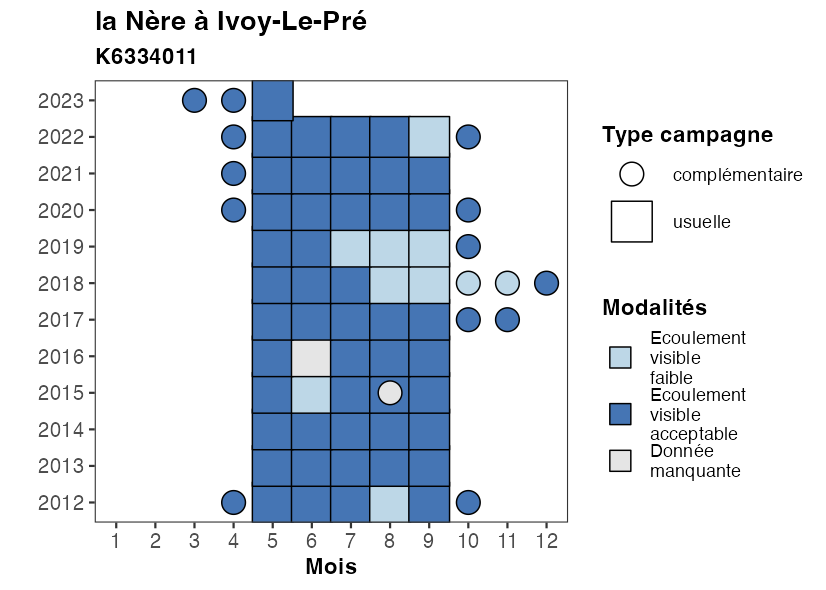 la Nère à Ivoy-Le-Pré
K6334011
2023
2022
2021
2020
2019
2018
2017
2016
2015
2014
2013
2012
1 2 3 4 5 6 7 8 9 10 11 12
Mois
Type campagne
complémentaire
usuelle
Modalités
Ecoulement
visible
faible
Ecoulement
visible
acceptable
Donnée
manquante